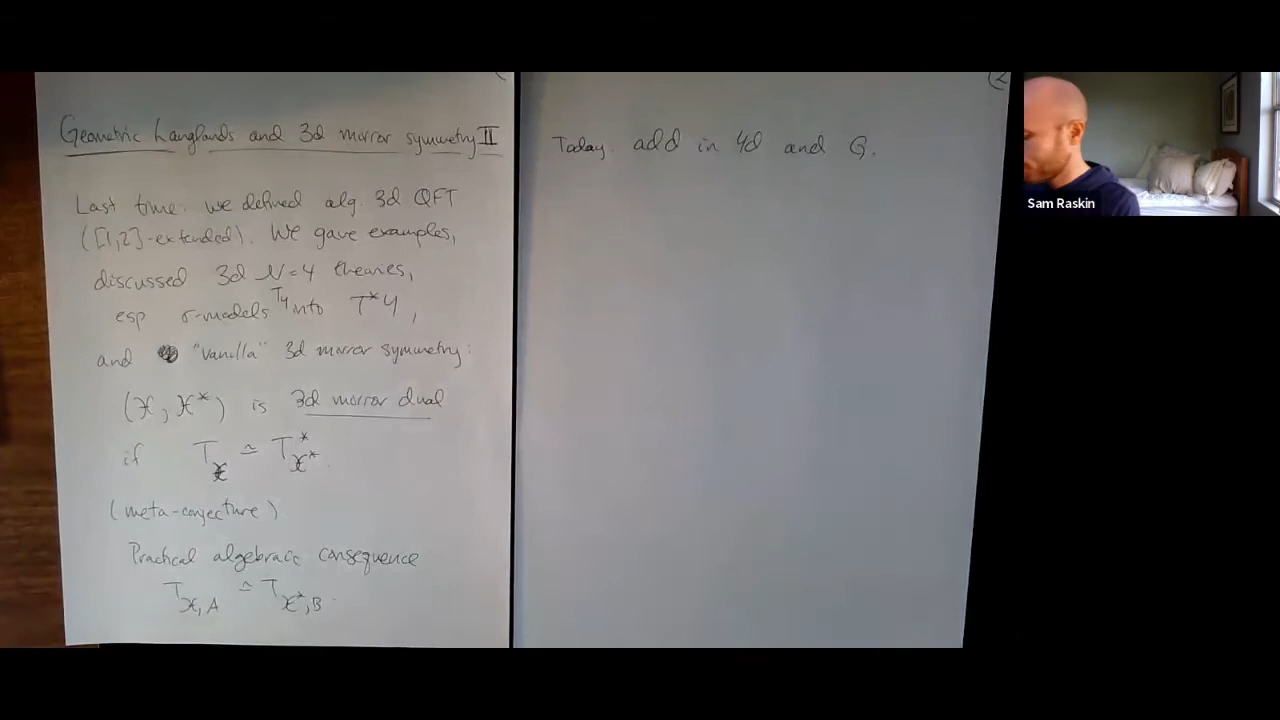 Geometric Langlands and 3d mirror symmetry II
Last time: we defined alg. 3d QFT
([1,2]-extended). We gave examples,
discussed 3d N=4 theories,
esp σ-models T_Y into T*Y,
and "vanilla" 3d mirror symmetry:
(X, X*) is 3d mirror dual
if T_X ≃ T*_X*.
(meta-conjecture)
Practical algebraic consequence
T_X,A ≃ T_X*,B.
(2
Today: add in 4d and G.
Sam Raskin